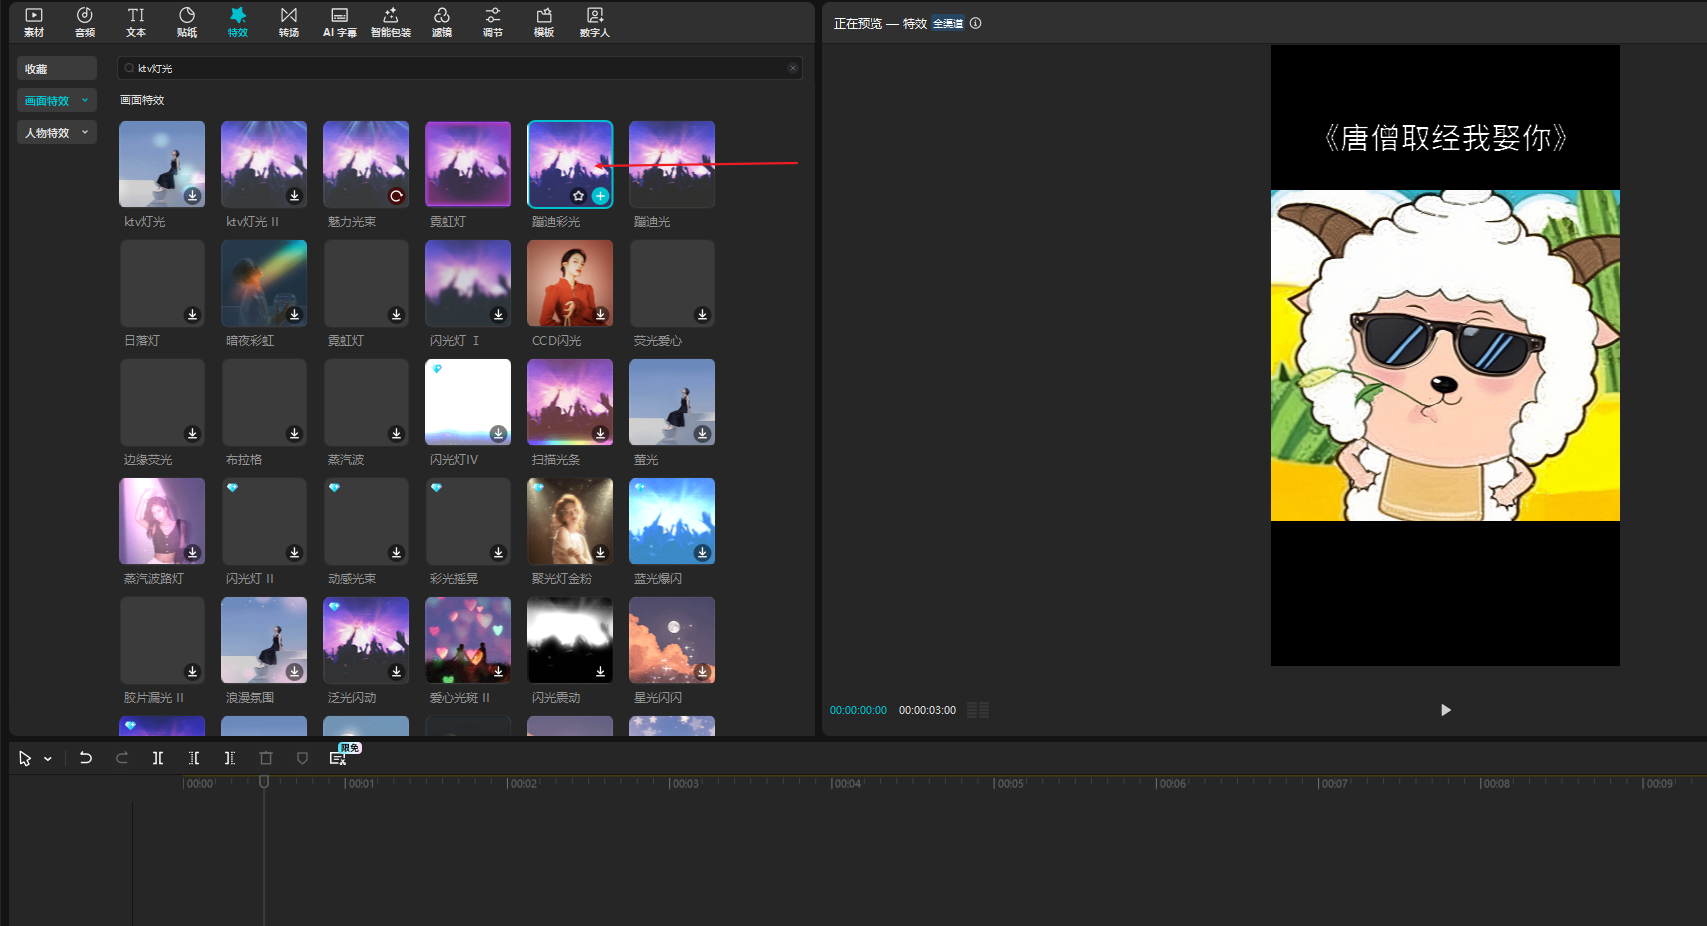 素材 音频 文本 贴纸 特效 转场 AI 字幕 智能包装 滤镜 调节 模板 数字人
正在预览 — 特效 全渠道
收藏
ktv灯光
画面特效
画面特效
人物特效
ktv灯光 ktv灯光 II 魅力光束 霓虹灯 蹦迪彩光 蹦迪光
日落灯 暗夜彩虹 霓虹灯 闪光灯 I CCD闪光 荧光爱心
边缘荧光 布拉格 蒸汽波 闪光灯IV 扫描光条 萤光
蒸汽波路灯 闪光灯 II 动感光束 彩光摇晃 聚光灯金粉 蓝光爆闪
胶片漏光 II 浪漫氛围 泛光闪动 爱心光斑 II 闪光震动 星光闪闪
《唐僧取经我娶你》
00:00:00:00 00:00:03:00
限免
00:00 00:01 00:02 00:03 00:04 00:05 00:06 00:07 00:08 00:09